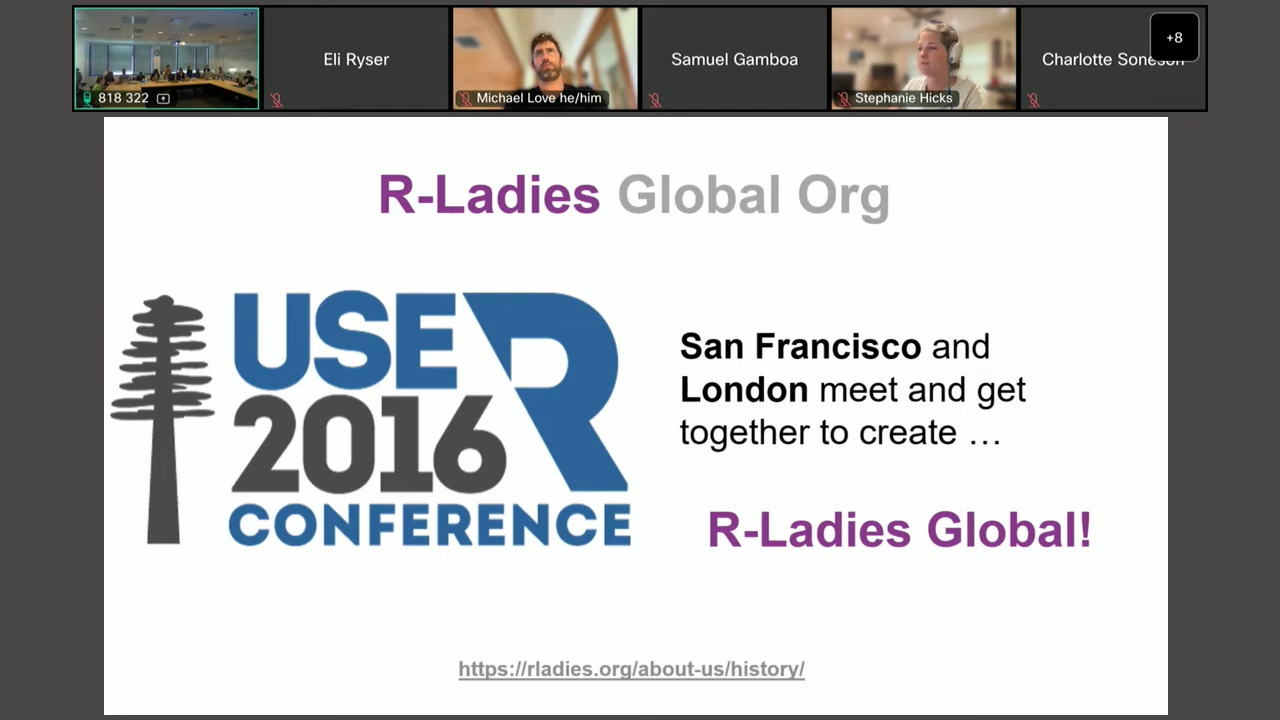 818 322
Eli Ryser
Michael Love he/him
Samuel Gamboa
Stephanie Hicks
Charlotte Soneson
+8
R-Ladies Global Org
USE R
2016
CONFERENCE
San Francisco and
London meet and get
together to create …
R-Ladies Global!
https://rladies.org/about-us/history/